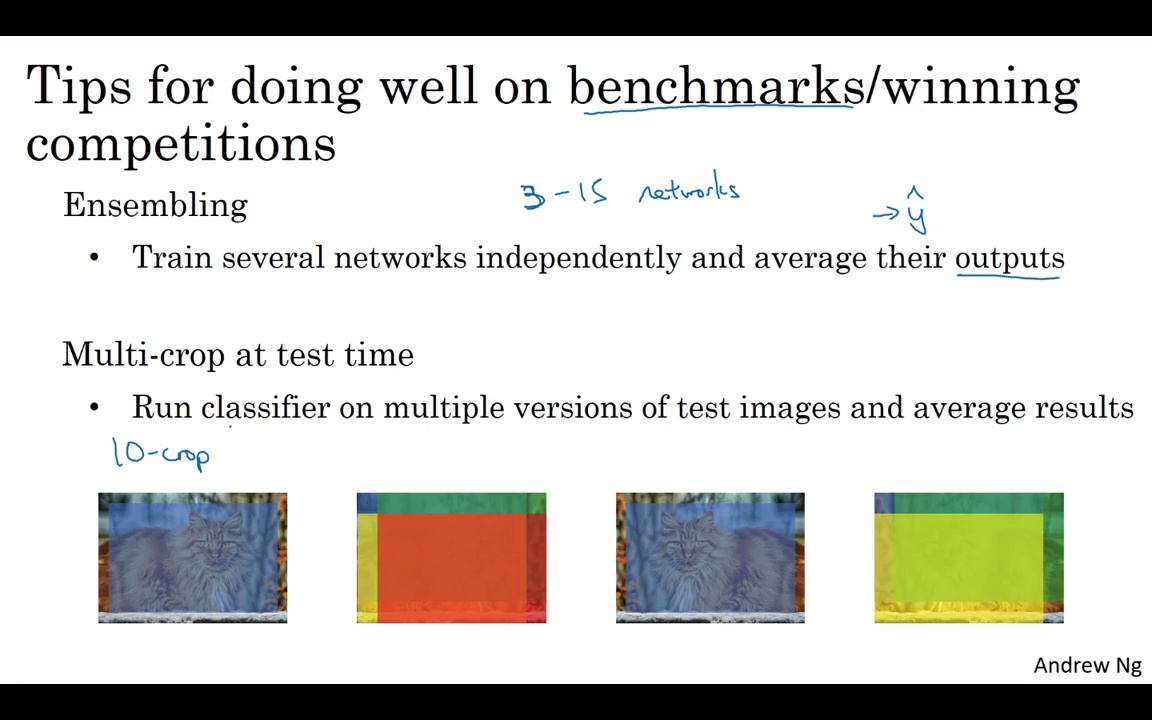 Tips for doing well on benchmarks/winning
competitions
Ensembling
3-15 networks
→ ŷ
• Train several networks independently and average their outputs
Multi-crop at test time
• Run classifier on multiple versions of test images and average results
10-crop
Andrew Ng